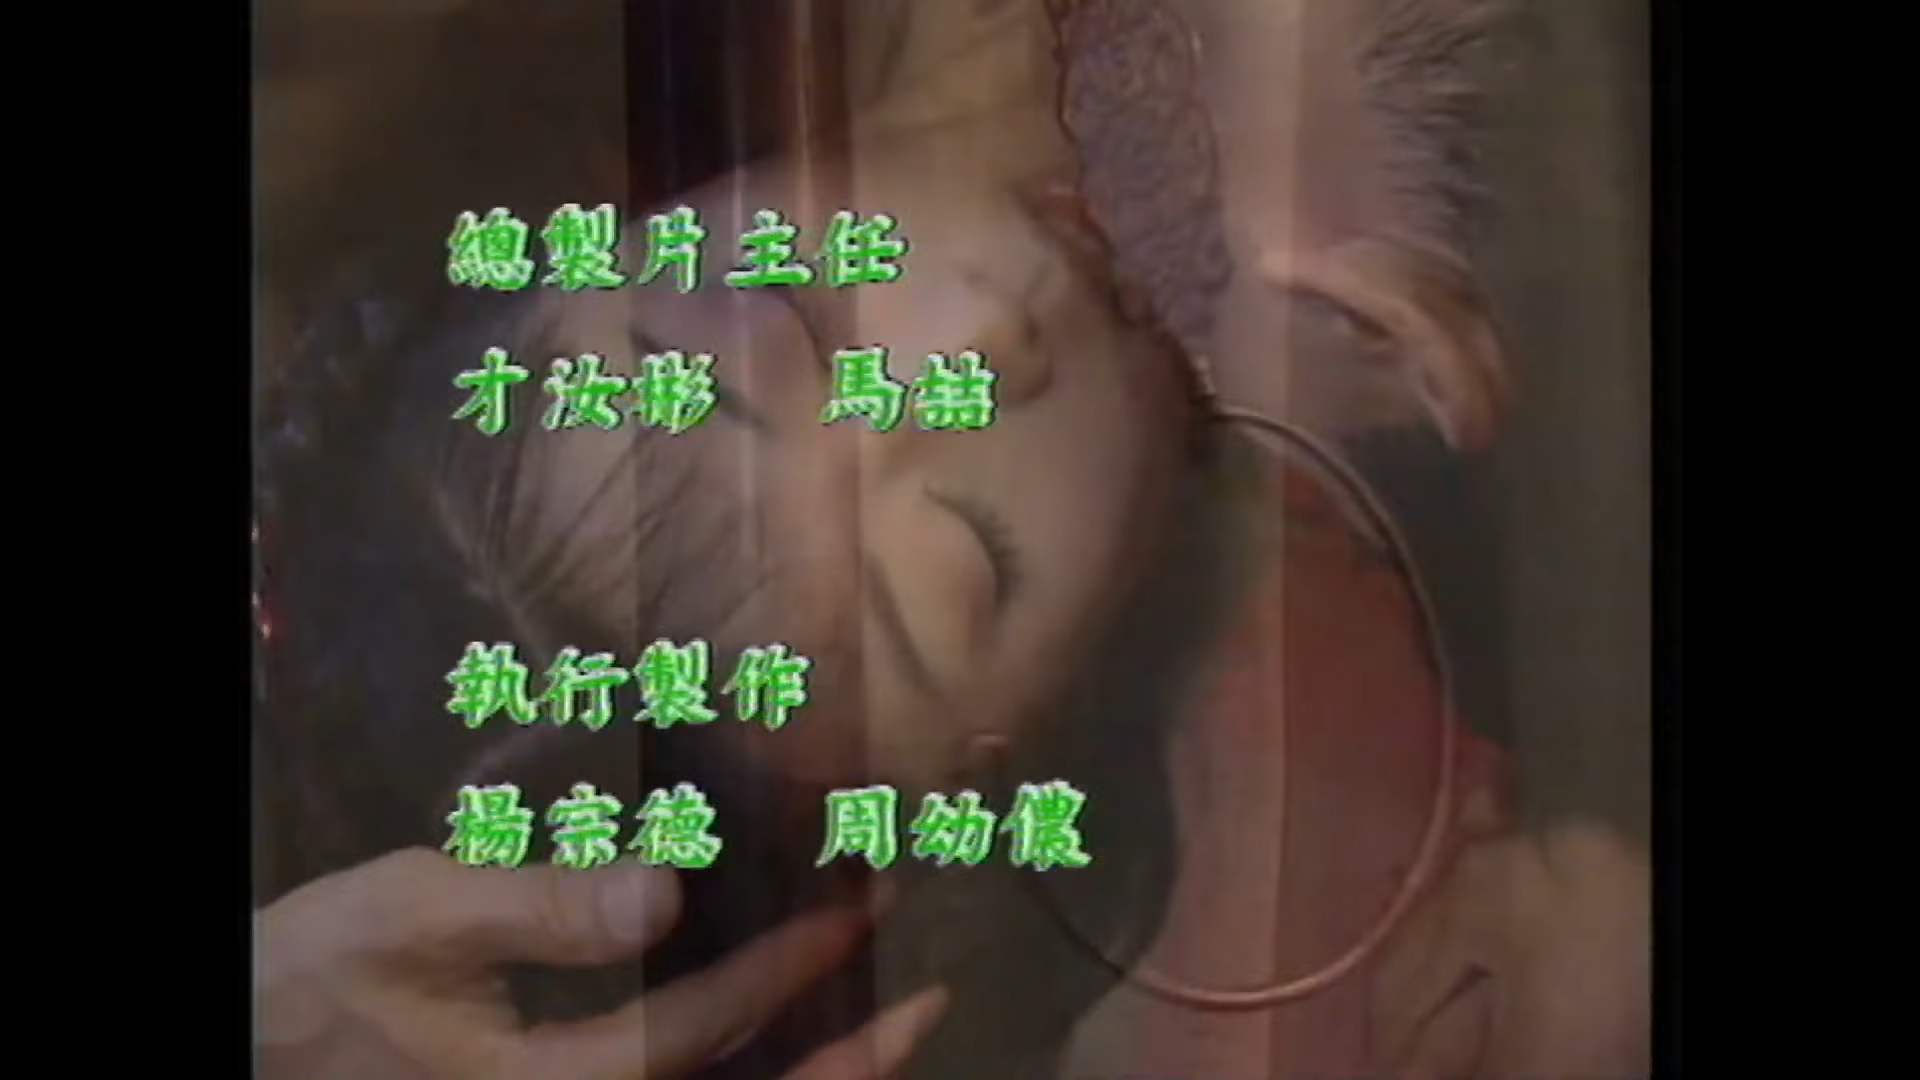 總製片主任
才汝彬 馬喆
執行製作
楊宗德 周幼儂